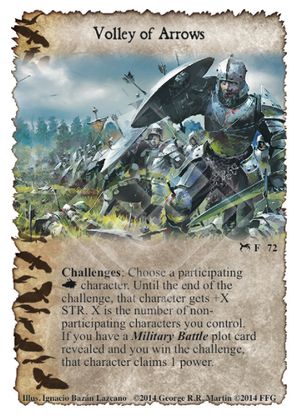 Volley of Arrows
F 72
Challenges: Choose a participating
character. Until the end of the
challenge, that character gets +X
STR. X is the number of non-
participating characters you control.
If you have a Military Battle plot card
revealed and you win the challenge,
that character claims 1 power.
Illus. Ignacio Bazán Lazcano ©2014 George R.R. Martin ©2014 FFG